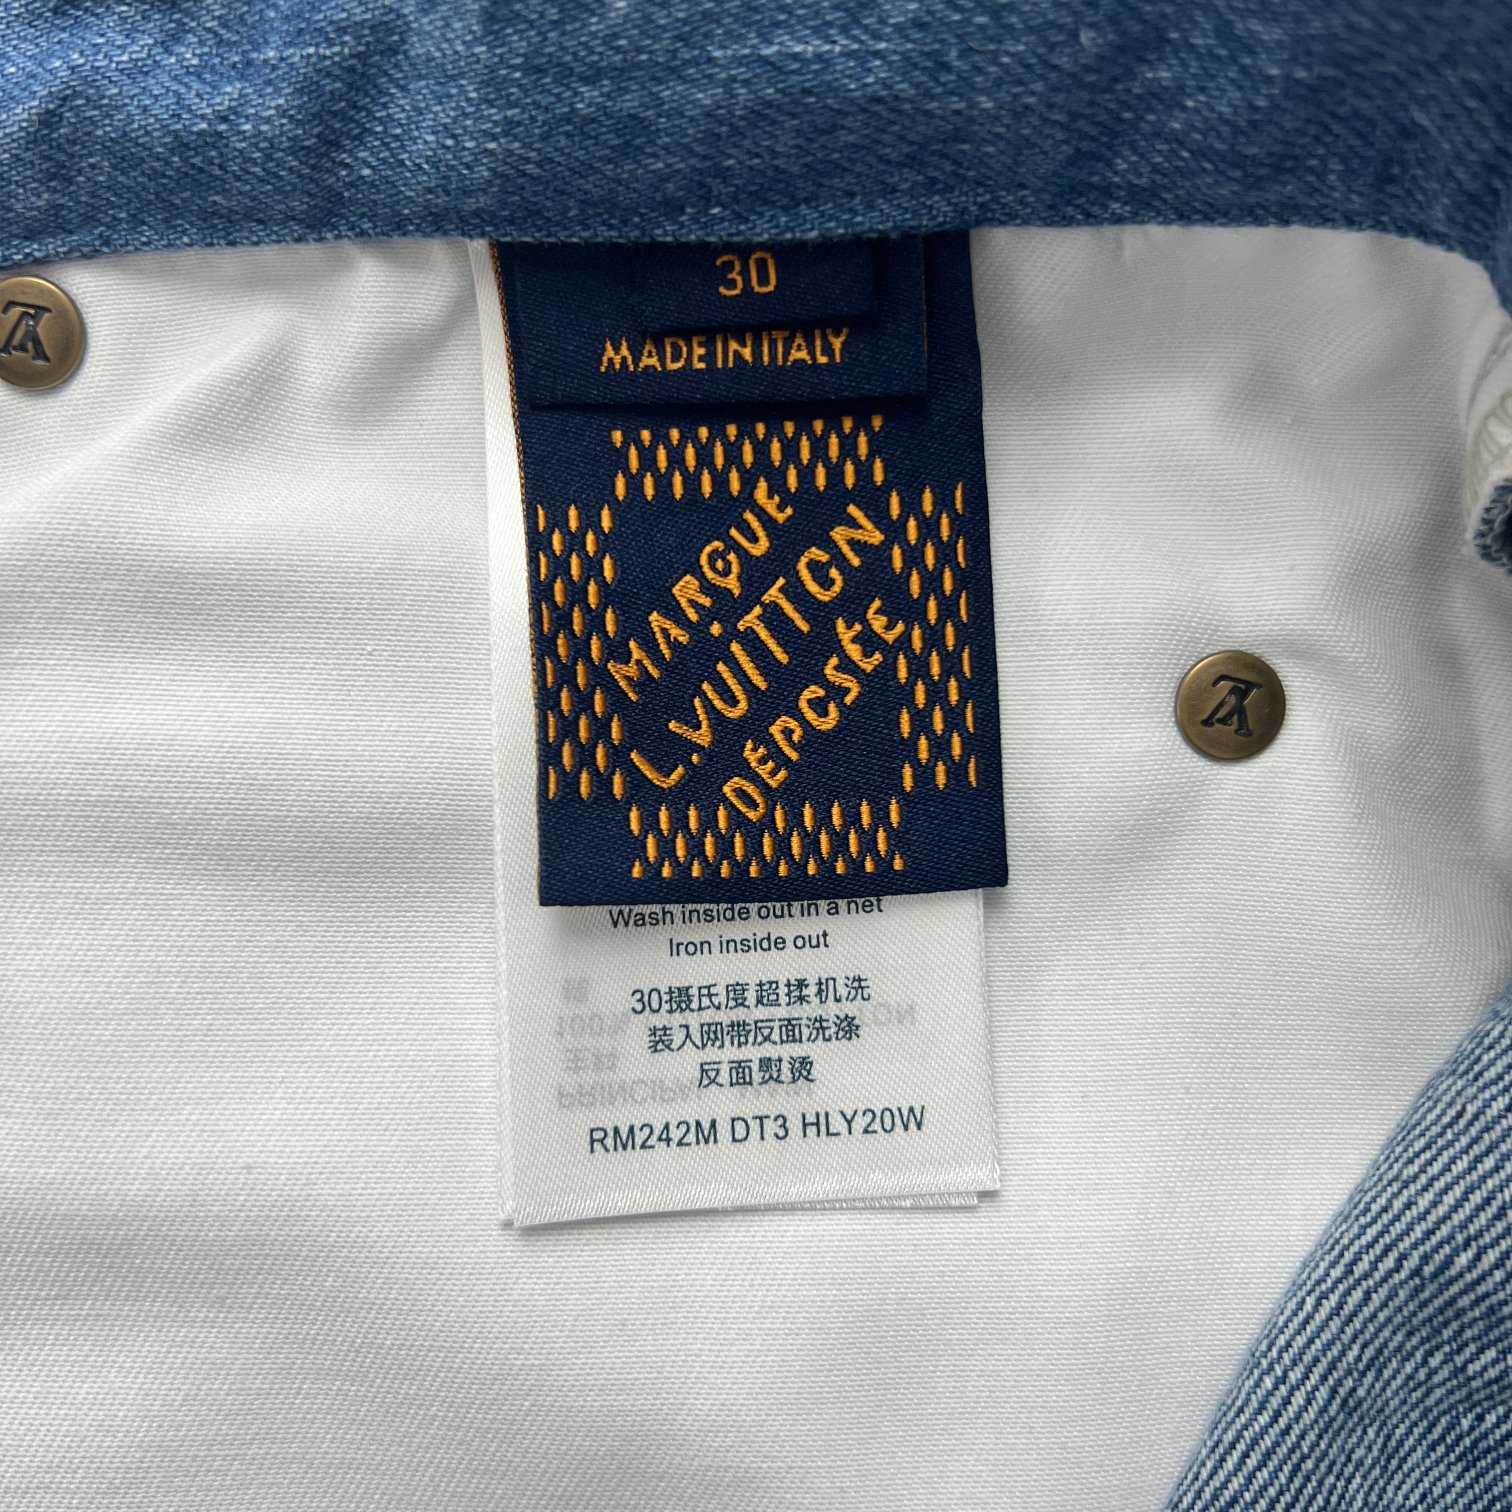 30
MADE IN ITALY
MARQUE
L.VUITTON
DÉPOSÉE
Wash inside out in a net
Iron inside out
30摄氏度超揉机洗
装入网带反面洗涤
反面熨烫
RM242M DT3 HLY20W